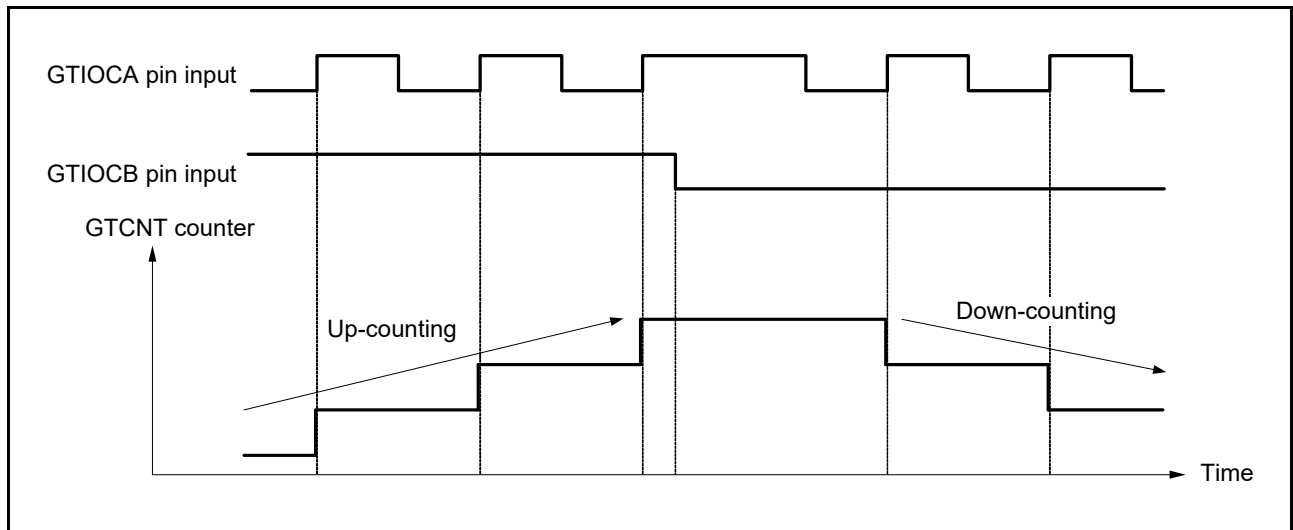 GTIOCA pin input
GTIOCB pin input
GTCNT counter
Up-counting
Down-counting
Time